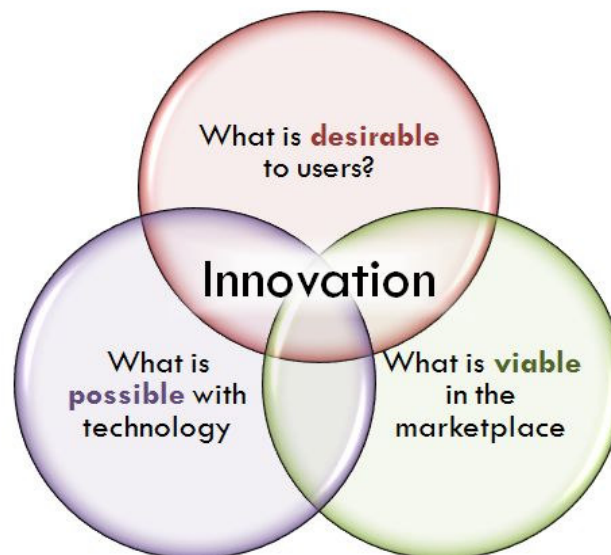 What is desirable
to users?
Innovation
What is
possible with
technology
What is viable
in the
marketplace